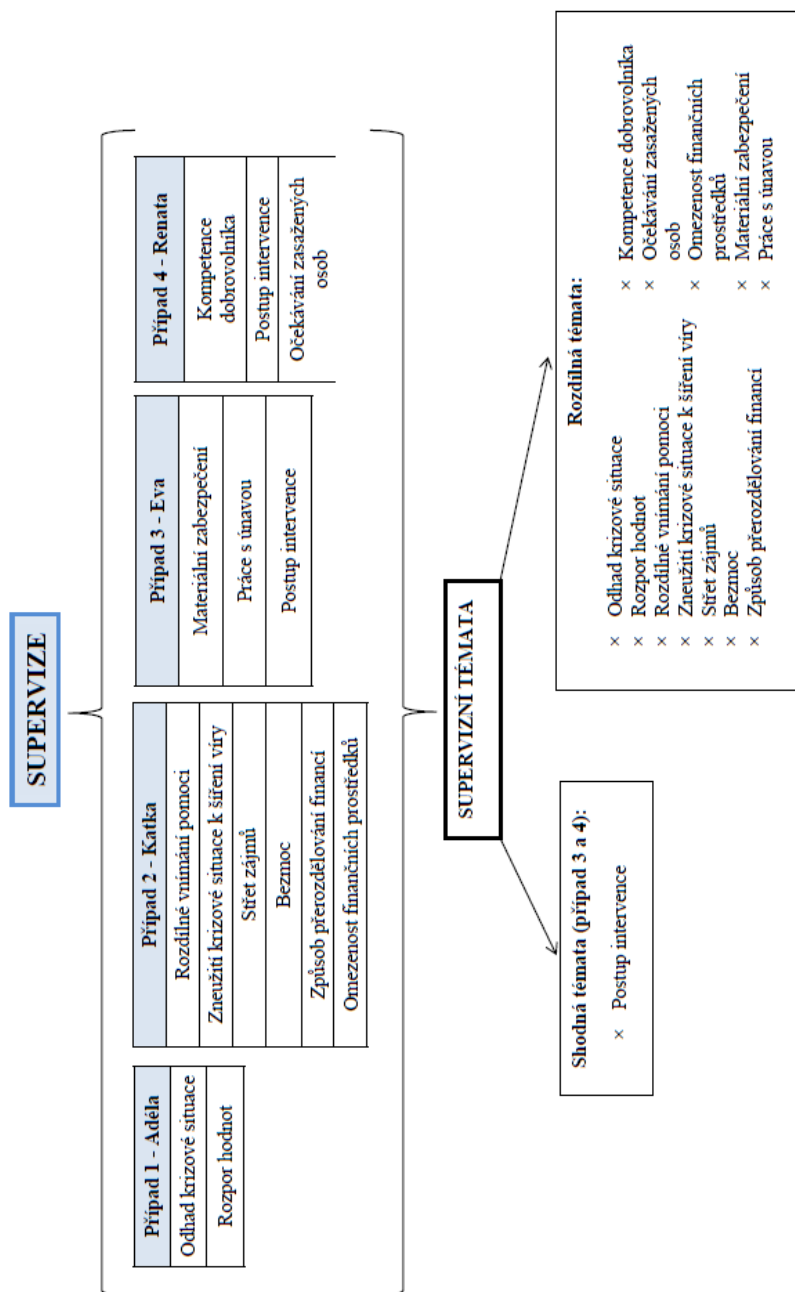 SUPERVIZE
Případ 1 - Adéla
Odhad krizové situace
Rozpor hodnot
Případ 2 - Katka
Rozdílné vnímání pomoci
Zneužití krizové situace k šíření víry
Střet zájmů
Bezmoc
Způsob přerozdělování financí
Omezenost finančních prostředků
Případ 3 - Eva
Materiální zabezpečení
Práce s únavou
Postup intervence
Případ 4 - Renata
Kompetence
dobrovolníka
Postup intervence
Očekávání zasažených
osob
SUPERVIZNÍ TÉMATA
Shodná témata (případ 3 a 4):
× Postup intervence
Rozdílná témata:
× Odhad krizové situace
× Rozpor hodnot
× Rozdílné vnímání pomoci
× Zneužití krizové situace k šíření víry
× Střet zájmů
× Bezmoc
× Způsob přerozdělování financí
× Kompetence dobrovolníka
× Očekávání zasažených
osob
× Omezenost finančních
prostředků
× Materiální zabezpečení
× Práce s únavou